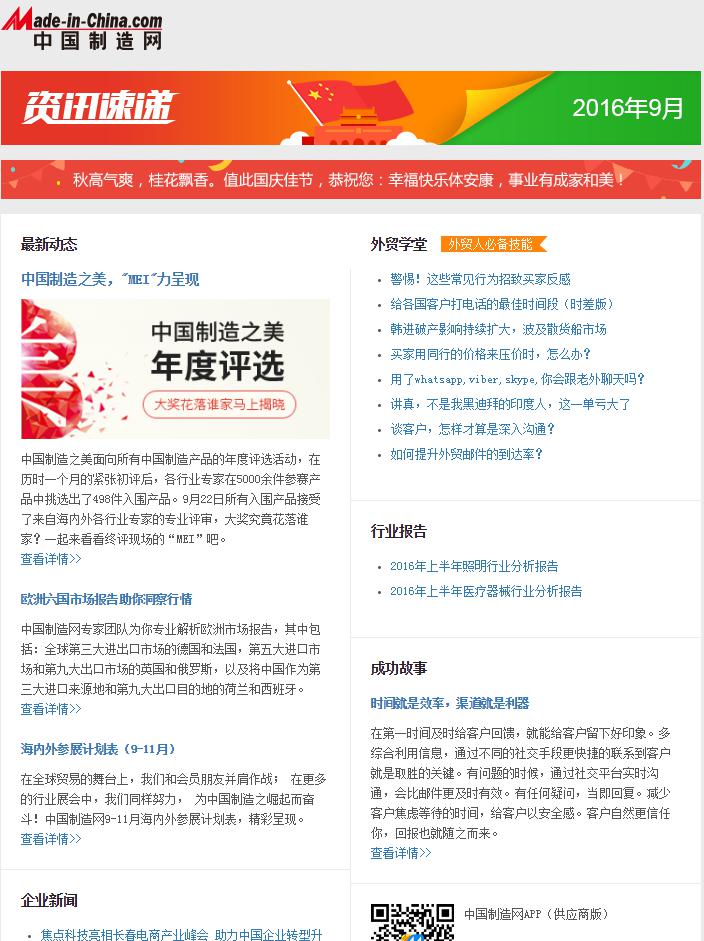 Made-in-China.com
中国制造网
资讯速递
2016年9月
秋高气爽，桂花飘香。值此国庆佳节，恭祝您：幸福快乐体安康，事业有成家和美！
最新动态
中国制造之美，"MEI"力呈现
中国制造之美
年度评选
大奖花落谁家马上揭晓
中国制造之美面向所有中国制造产品的年度评选活动，在
历时一个月的紧张初评后，各行业专家在5000余件参赛产
品中挑选出了498件入围产品。9月22日所有入围产品接受
了来自海内外各行业专家的专业评审，大奖究竟花落谁
家？一起来看看终评现场的“MEI”吧。
查看详情>>
欧洲六国市场报告助你洞察行情
中国制造网专家团队为你专业解析欧洲市场报告，其中包
括：全球第三大进出口市场的德国和法国，第五大进口市
场和第九大出口市场的英国和俄罗斯，以及将中国作为第
三大进口来源地和第九大出口目的地的荷兰和西班牙。
查看详情>>
海内外参展计划表（9-11月）
在全球贸易的舞台上，我们和会员朋友并肩作战； 在更多
的行业展会中，我们同样努力， 为中国制造之崛起而奋
斗！中国制造网9-11月海内外参展计划表，精彩呈现。
查看详情>>
企业新闻
焦点科技亮相长春电商产业峰会 助力中国企业转型升
外贸学堂
外贸人必备技能
警惕！这些常见行为招致买家反感
给各国客户打电话的最佳时间段（时差版）
韩进破产影响持续扩大，波及散货船市场
买家用同行的价格来压价时，怎么办？
用了whatsapp,viber,skype,你会跟老外聊天吗？
讲真，不是我黑迪拜的印度人，这一单亏大了
谈客户，怎样才算是深入沟通？
如何提升外贸邮件的到达率？
行业报告
2016年上半年照明行业分析报告
2016年上半年医疗器械行业分析报告
成功故事
时间就是效率，渠道就是利器
在第一时间及时给客户回馈，就能给客户留下好印象。多
综合利用信息，通过不同的社交手段更快捷的联系到客户
就是取胜的关键。有问题的时候，通过社交平台实时沟
通，会比邮件更及时有效。有任何疑问，当即回复。减少
客户焦虑等待的时间，给客户以安全感。客户自然更信任
你，回报也就随之而来。
查看详情>>
中国制造网APP（供应商版）